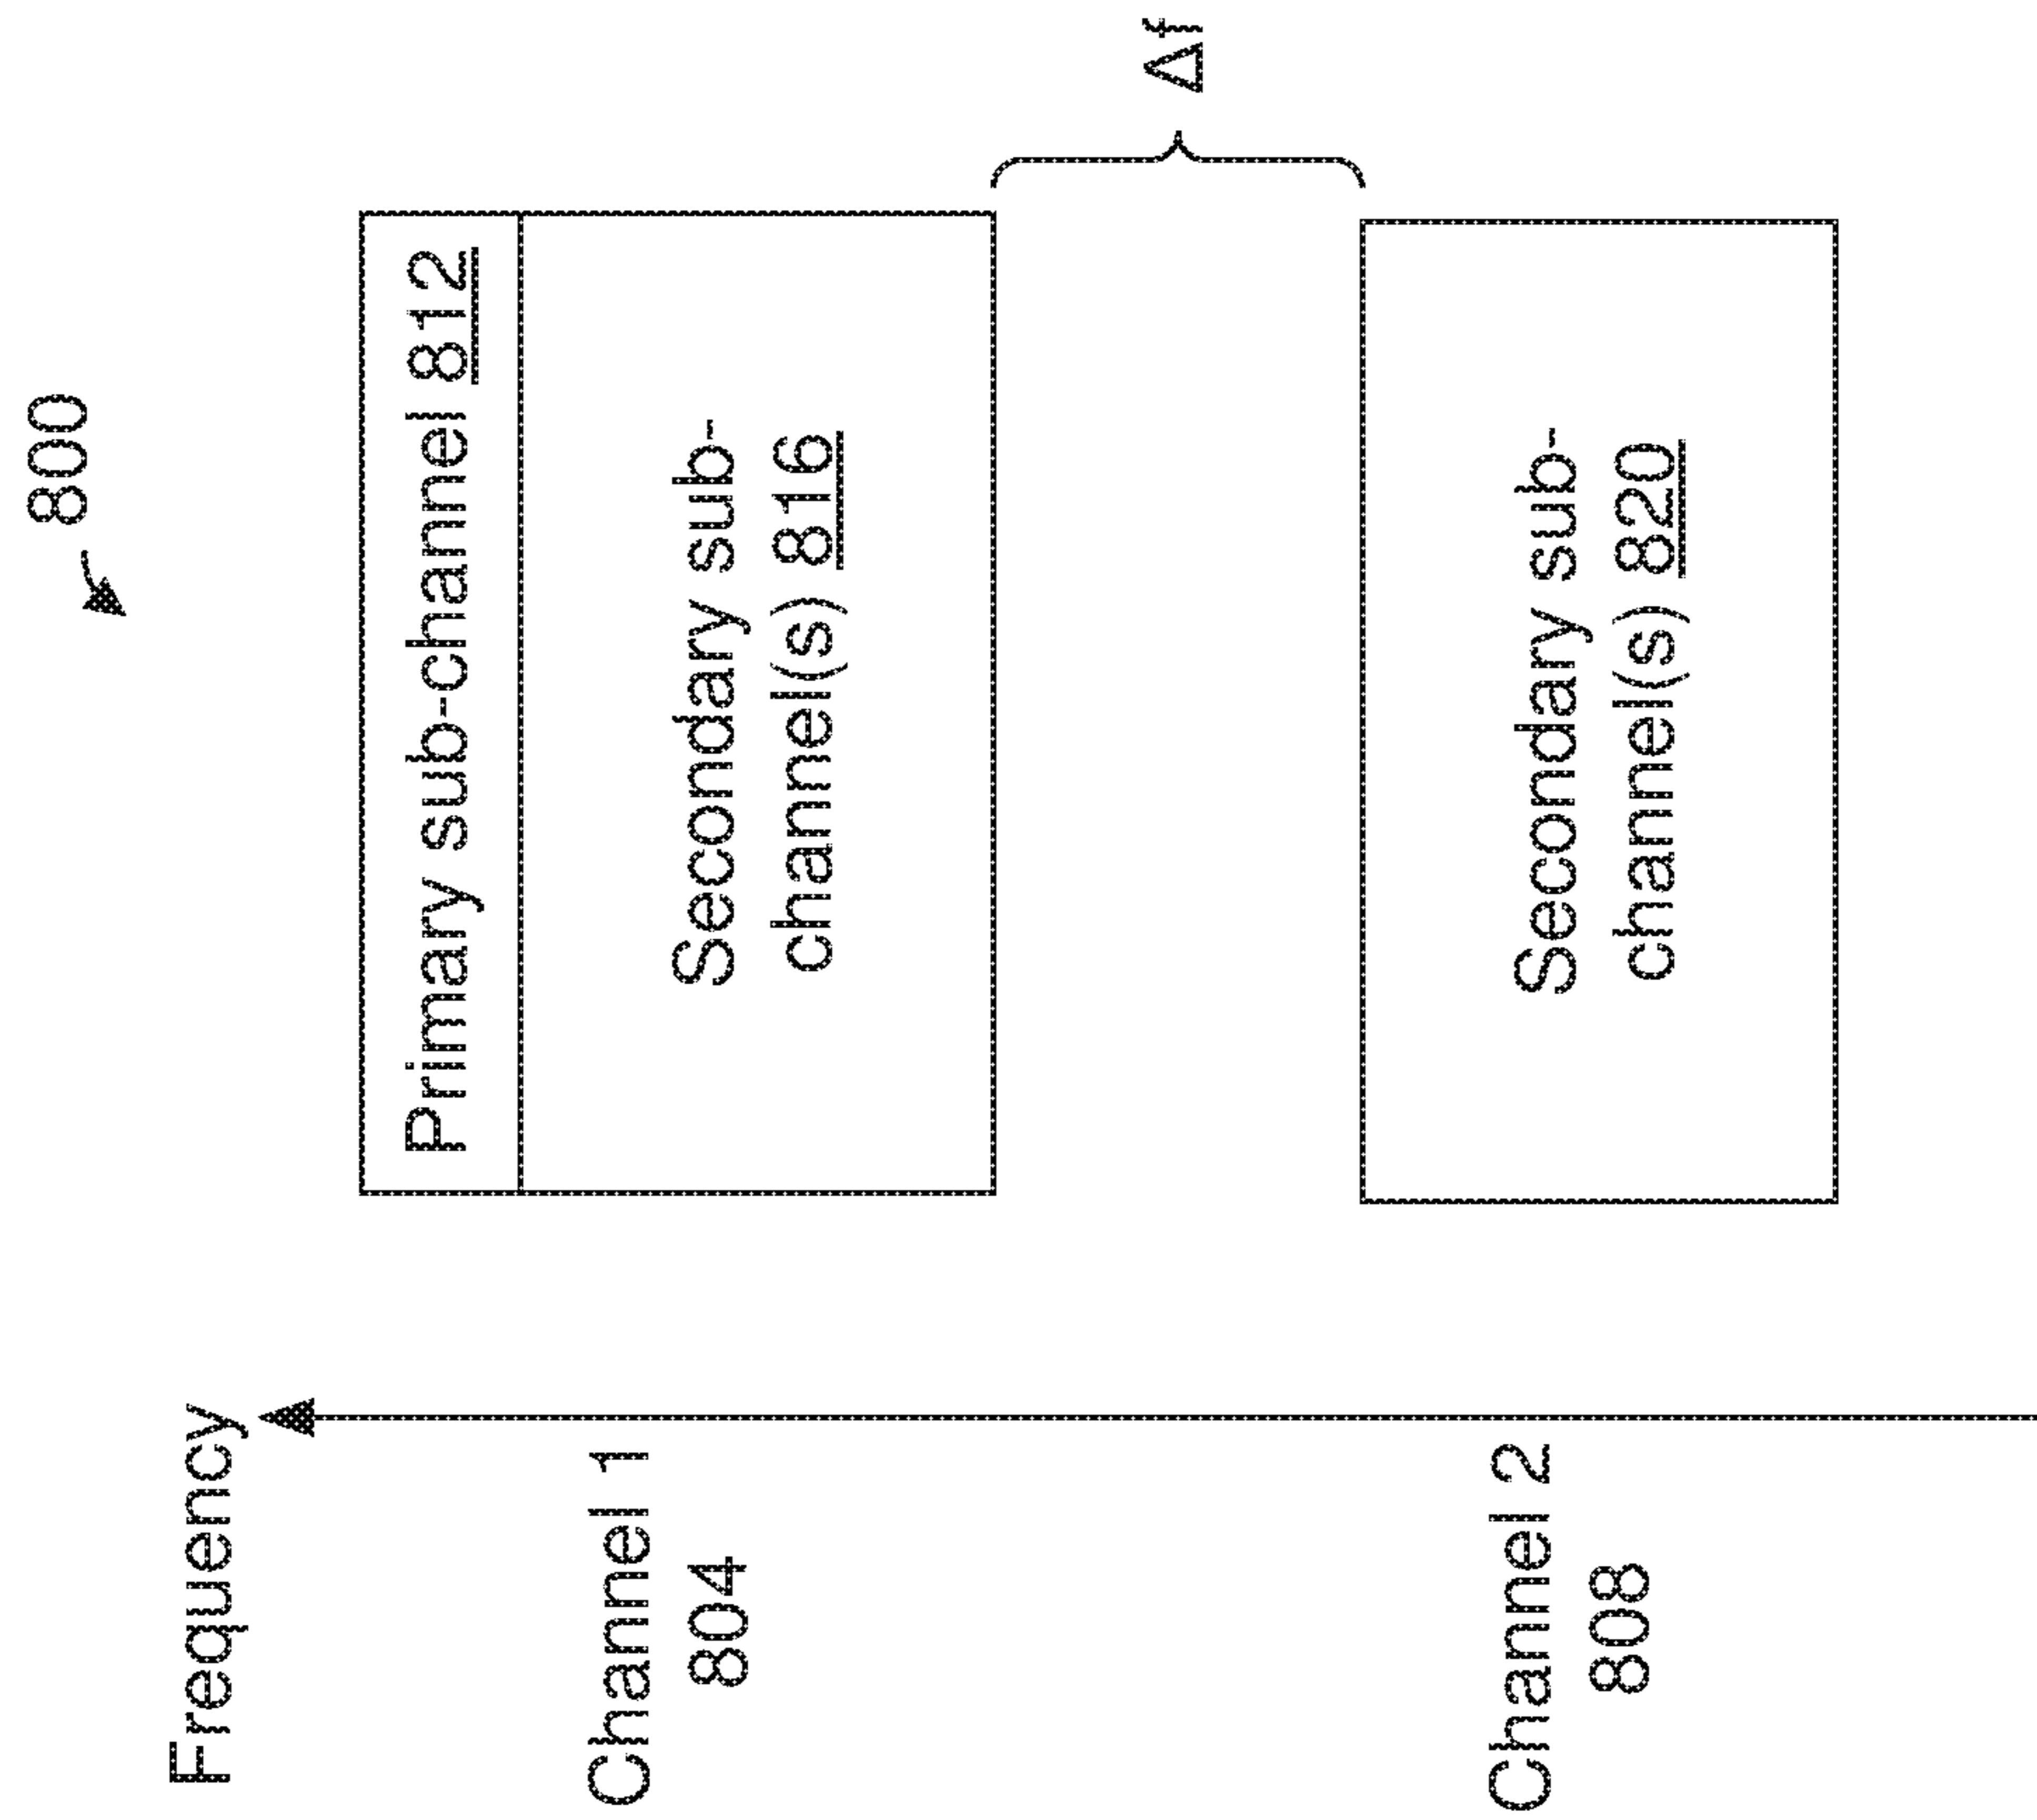 800
Frequency
Primary sub-channel 812
Channel 1
804
Secondary sub-
channel(s) 816
Δf
Channel 2
808
Secondary sub-
channel(s) 820